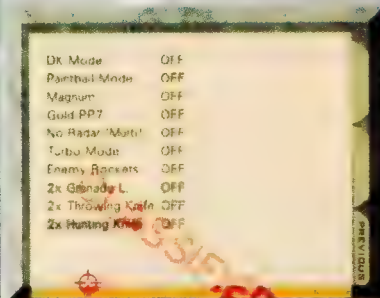 DK Mode OFF
Paintball Mode OFF
Magnum OFF
Gold PP7 OFF
No Radar (Multi) OFF
Turbo Mode OFF
Enemy Rockets OFF
2x Grenade L. OFF
2x Throwing Knife OFF
2x Hunting Knife OFF
PREVIOUS